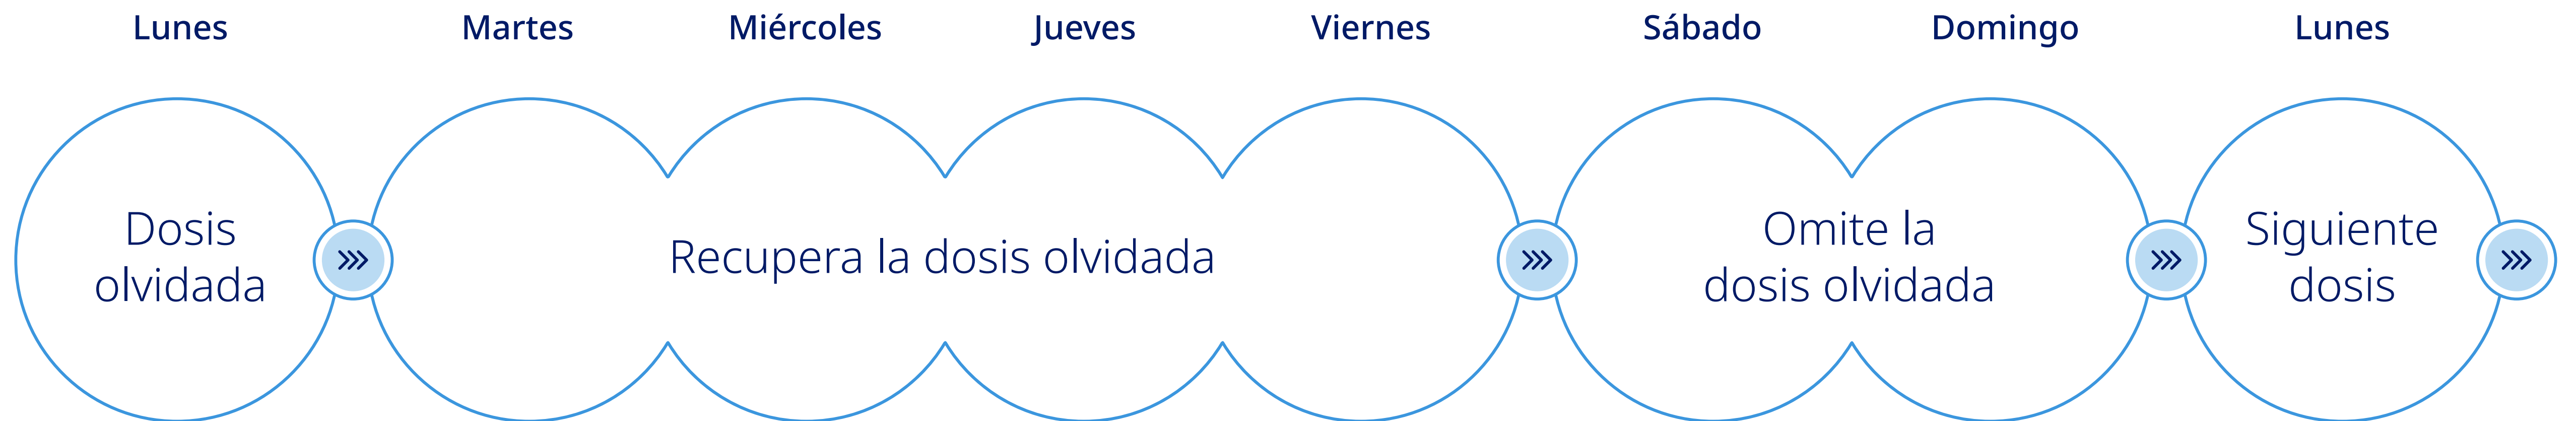 Lunes Martes Miércoles Jueves Viernes Sábado Domingo Lunes
Dosis
olvidada
Recupera la dosis olvidada
Omite la
dosis olvidada
Siguiente
dosis